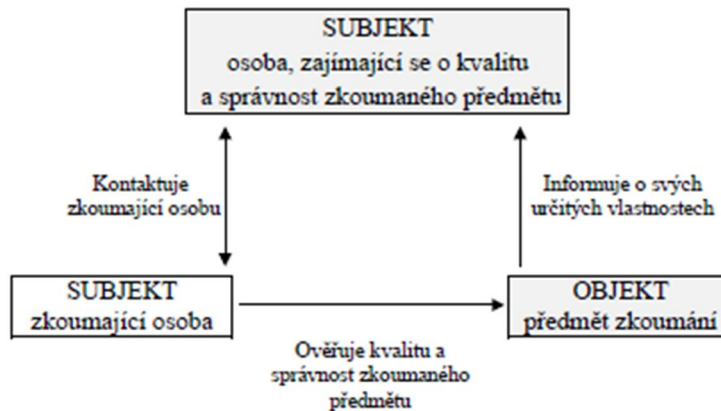 SUBJEKT
osoba, zajímající se o kvalitu
a správnost zkoumaného předmětu
Kontaktuje
zkoumající osobu
Informuje o svých
určitých vlastnostech
SUBJEKT
zkoumající osoba
OBJEKT
předmět zkoumání
Ověřuje kvalitu a
správnost zkoumaného
předmětu